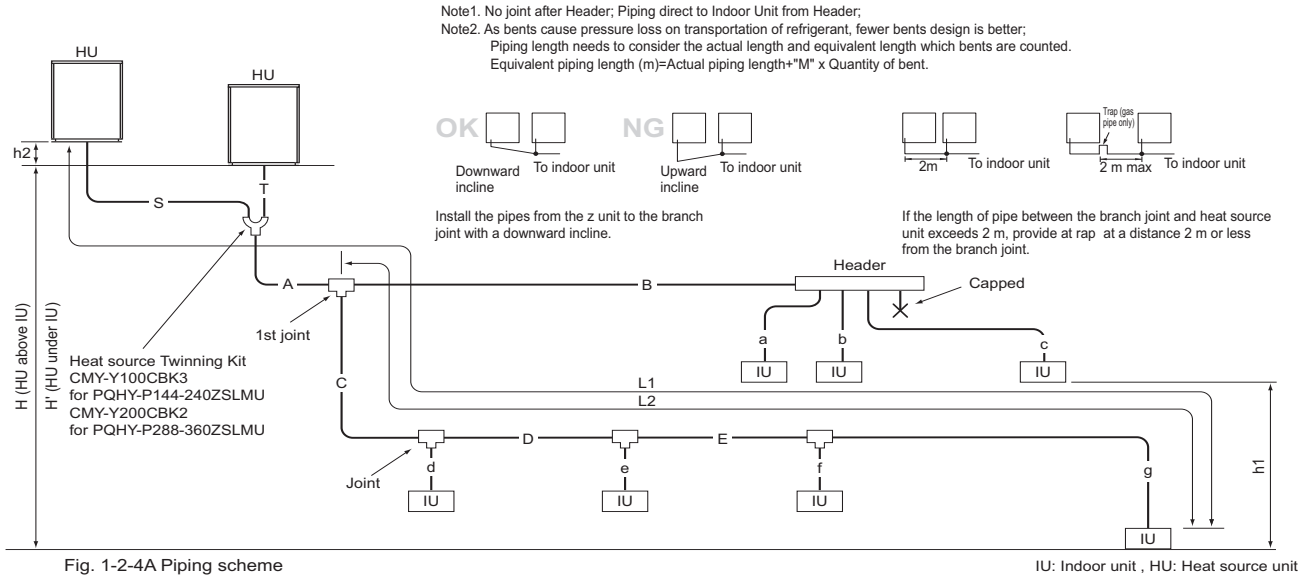 Note1. No joint after Header; Piping direct to Indoor Unit from Header;
Note2. As bents cause pressure loss on transportation of refrigerant, fewer bents design is better;
Piping length needs to consider the actual length and equivalent length which bents are counted.
Equivalent piping length (m)=Actual piping length+"M" x Quantity of bent.
HU
HU
h2
S
T
OK
NG
Downward
incline
To indoor unit
Upward
incline
To indoor unit
2m
To indoor unit
Trap (gas
pipe only)
2 m max
To indoor unit
Install the pipes from the z unit to the branch
joint with a downward incline.
If the length of pipe between the branch joint and heat source
unit exceeds 2 m, provide at rap at a distance 2 m or less
from the branch joint.
A
B
Header
Capped
1st joint
a
b
c
IU
IU
IU
H (HU above IU)
H' (HU under IU)
Heat source Twinning Kit
CMY-Y100CBK3
for PQHY-P144-240ZSLMU
CMY-Y200CBK2
for PQHY-P288-360ZSLMU
C
L1
L2
D
E
Joint
d
e
f
g
h1
IU
IU
IU
IU
Fig. 1-2-4A Piping scheme
IU: Indoor unit , HU: Heat source unit